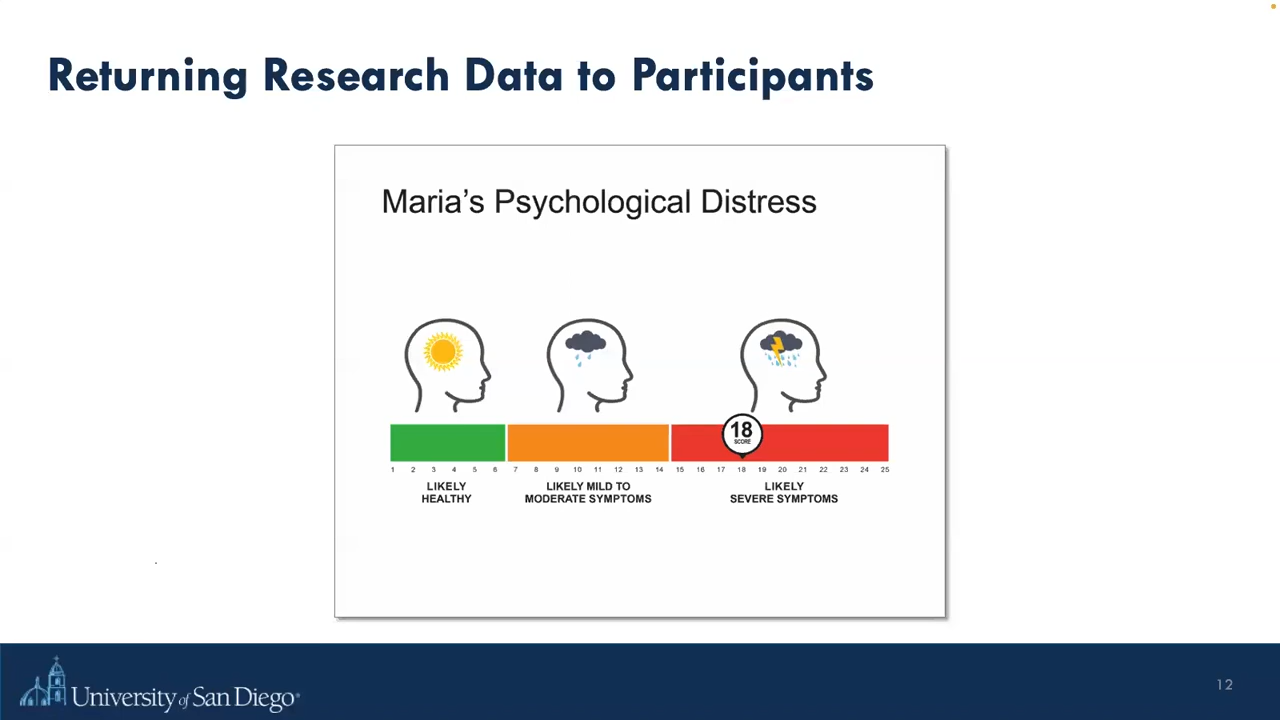 Returning Research Data to Participants
Maria's Psychological Distress
18
SCORE
1 2 3 4 5 6 7 8 9 10 11 12 13 14 15 16 17 18 19 20 21 22 23 24 25
LIKELY
HEALTHY
LIKELY MILD TO
MODERATE SYMPTOMS
LIKELY
SEVERE SYMPTOMS
University of San Diego®
12